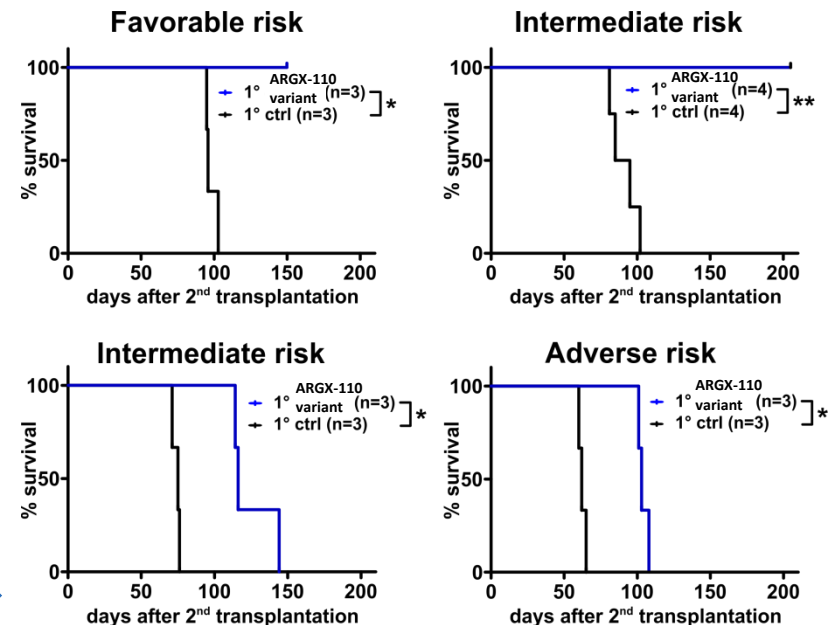 Favorable risk
% survival
100
50
0
ARGX-110
1° variant (n=3)
1° ctrl (n=3)
*
0 50 100 150 200
days after 2nd transplantation
Intermediate risk
% survival
100
50
0
ARGX-110
1° variant (n=4)
1° ctrl (n=4)
**
0 50 100 150 200
days after 2nd transplantation
Intermediate risk
% survival
100
50
0
ARGX-110
1° variant (n=3)
1° ctrl (n=3)
*
0 50 100 150 200
days after 2nd transplantation
Adverse risk
% survival
100
50
0
ARGX-110
1° variant (n=3)
1° ctrl (n=3)
*
0 50 100 150 200
days after 2nd transplantation